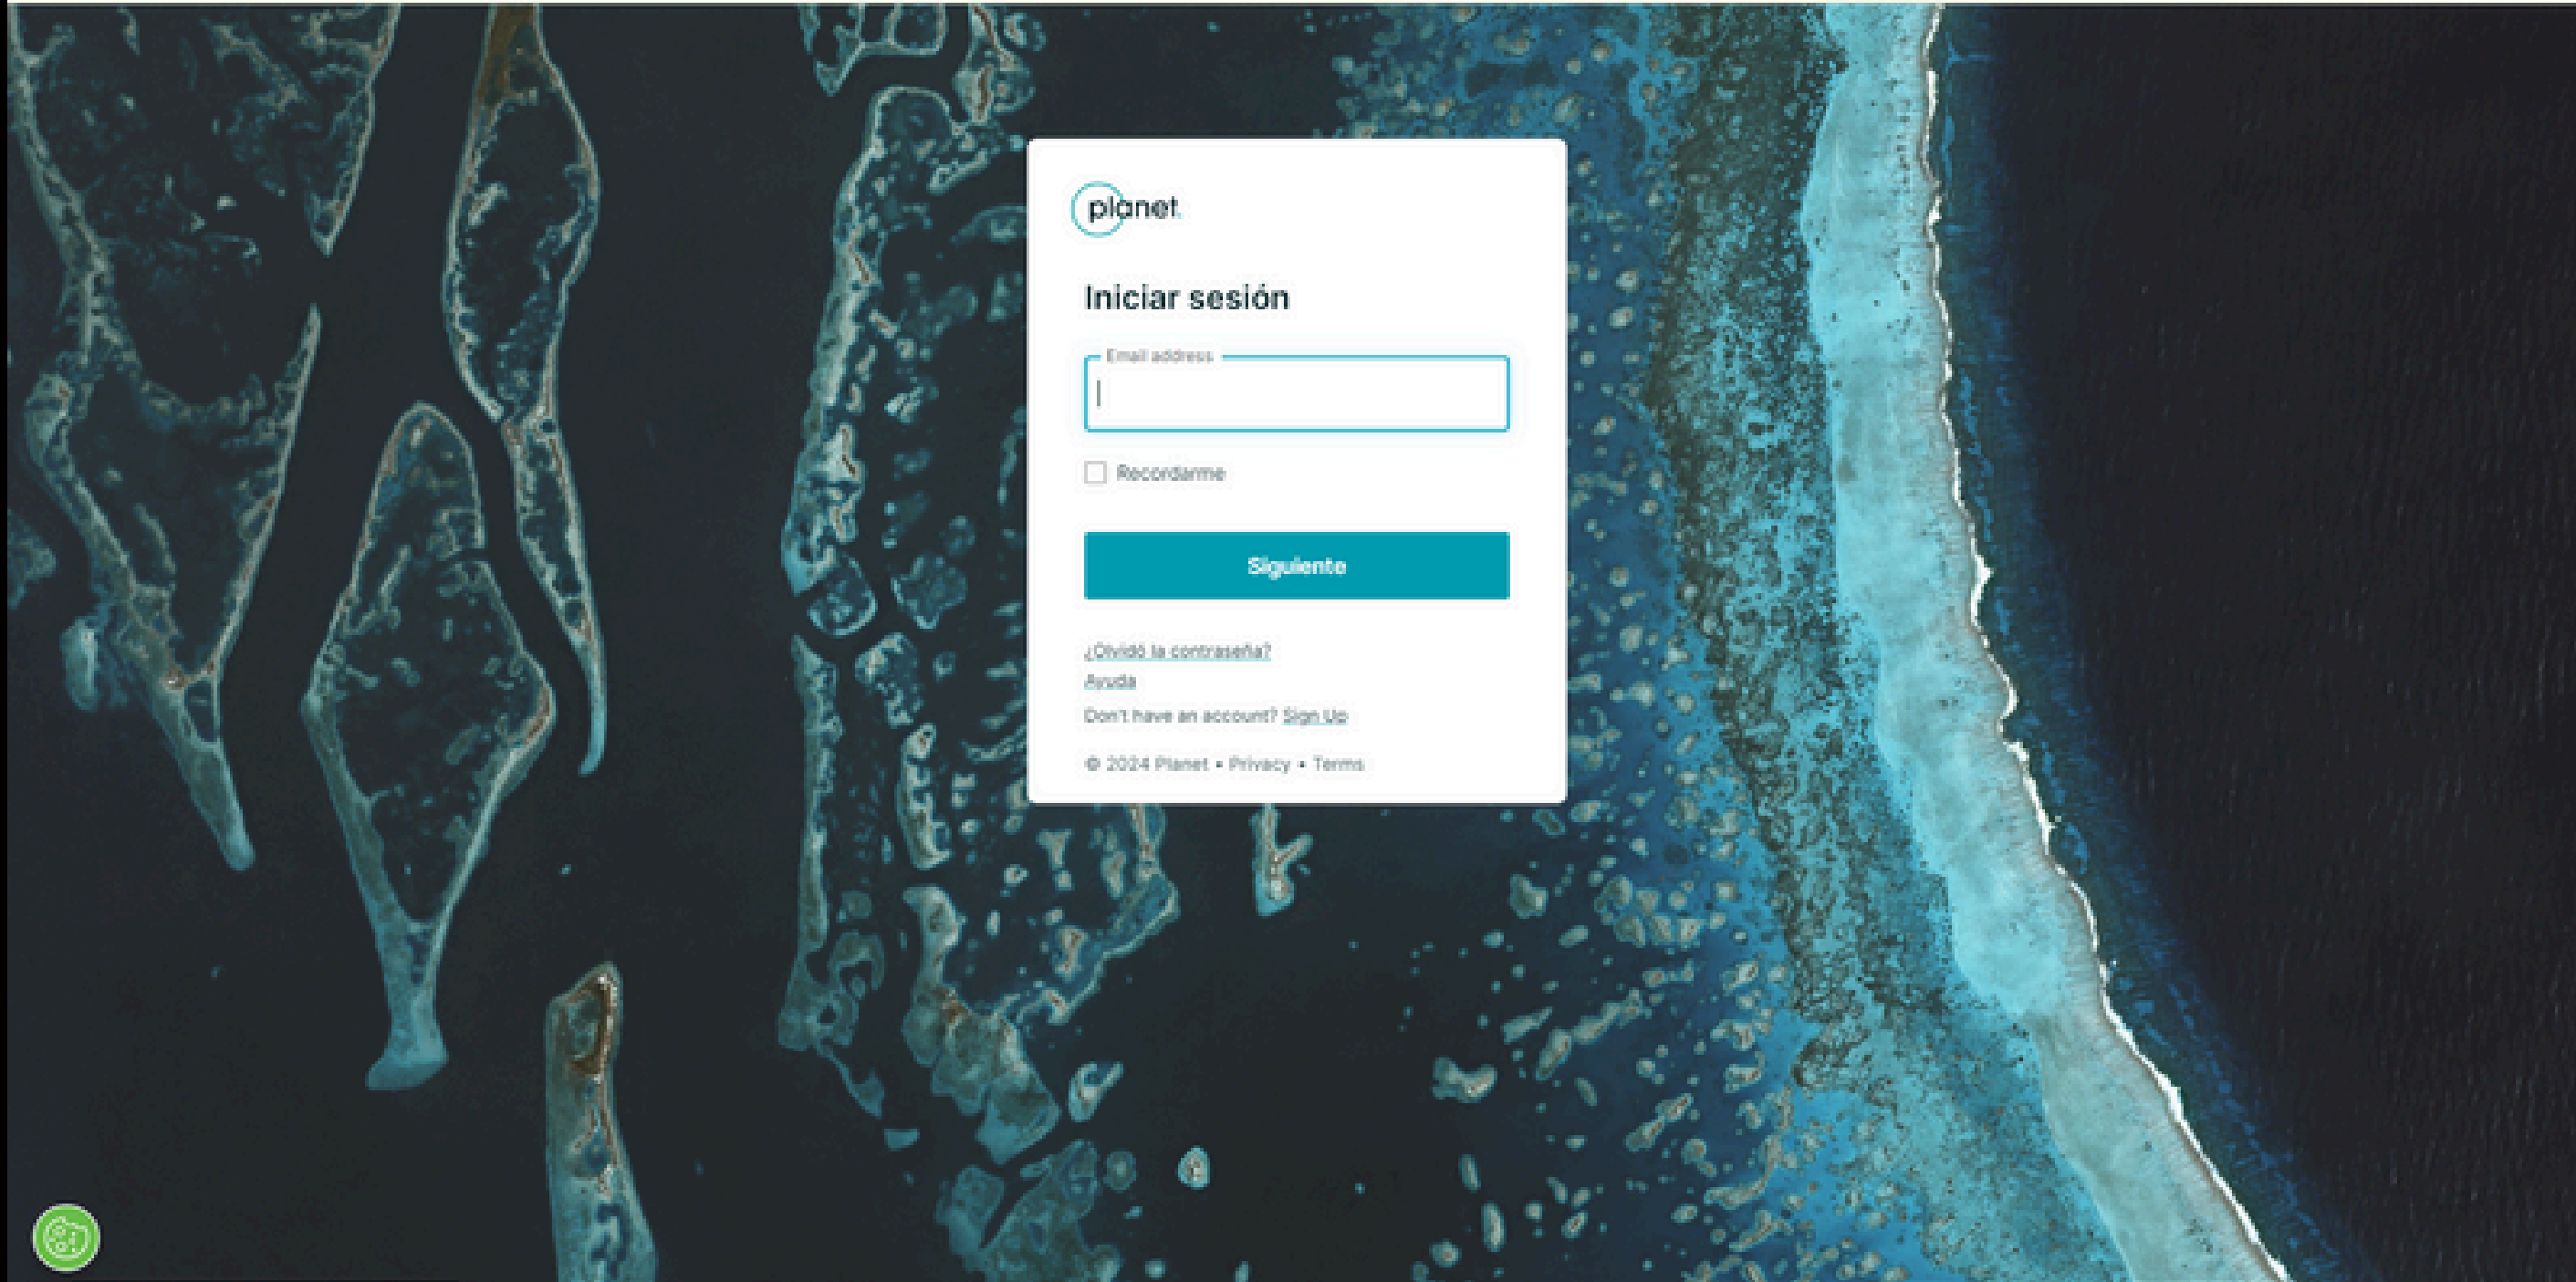 planet.
Iniciar sesión
Email address
Recordarme
Siguiente
¿Olvidó la contraseña?
Ayuda
Don't have an account? Sign Up
© 2024 Planet • Privacy • Terms